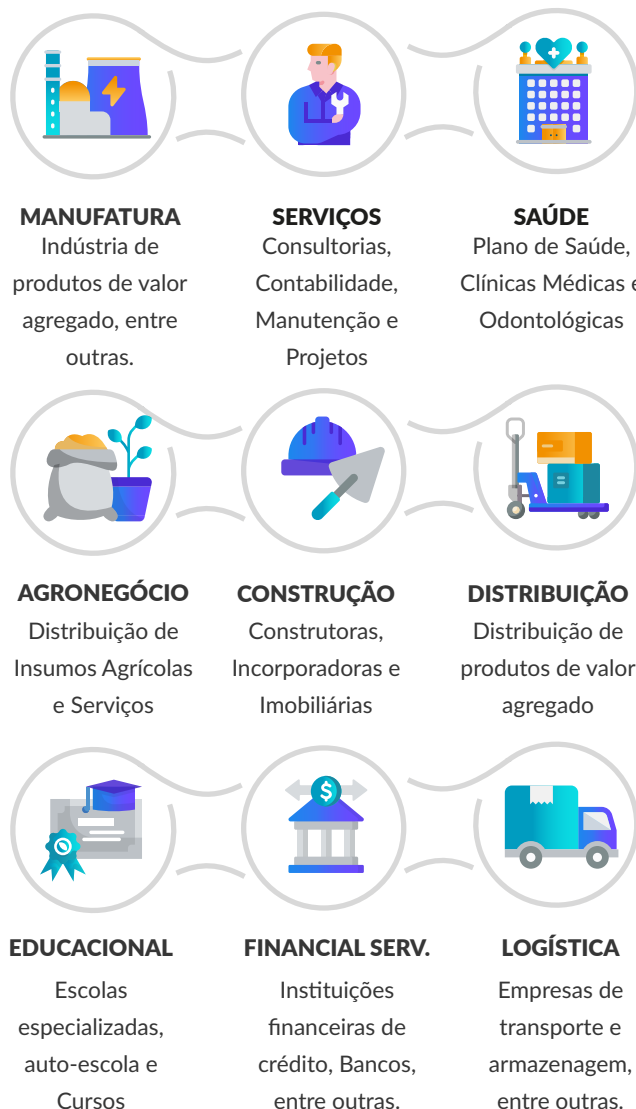 MANUFATURA
Indústria de
produtos de valor
agregado, entre
outras.
SERVIÇOS
Consultorias,
Contabilidade,
Manutenção e
Projetos
SAÚDE
Plano de Saúde,
Clínicas Médicas e
Odontológicas
AGRONEGÓCIO
Distribuição de
Insumos Agrícolas
e Serviços
CONSTRUÇÃO
Construtoras,
Incorporadoras e
Imobiliárias
DISTRIBUIÇÃO
Distribuição de
produtos de valor
agregado
EDUCACIONAL
Escolas
especializadas,
auto-escola e
Cursos
FINANCIAL SERV.
Instituições
financeiras de
crédito, Bancos,
entre outras.
LOGÍSTICA
Empresas de
transporte e
armazenagem,
entre outras.